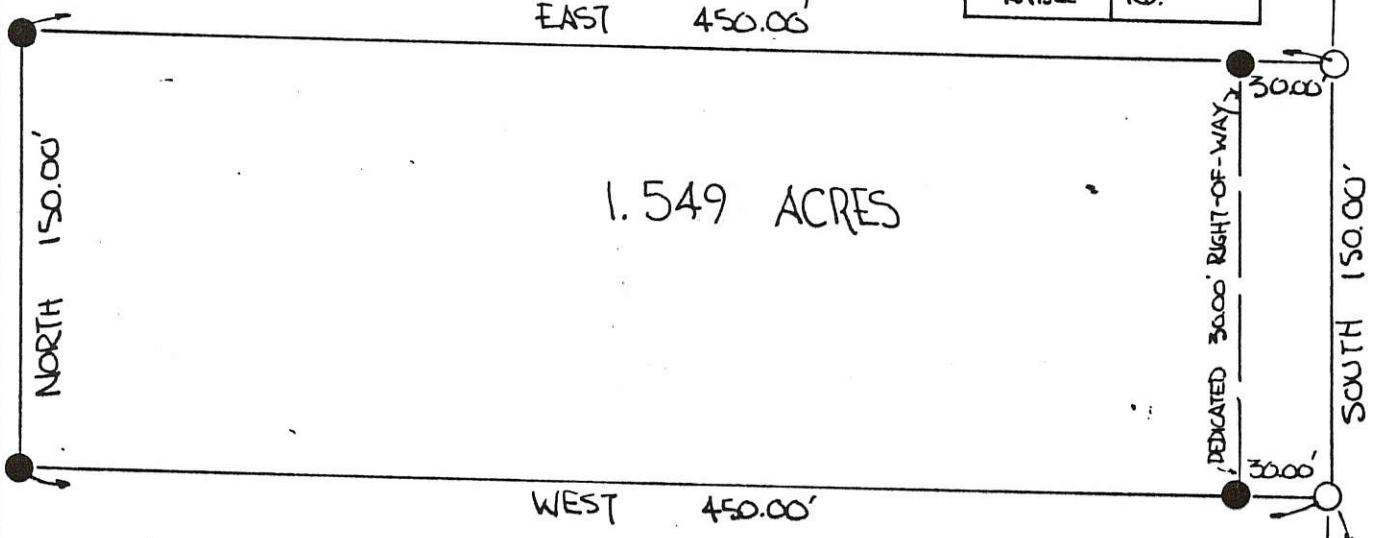 EAST 450.00'
30.00'
NORTH 150.00'
1.549 ACRES
DEDICATED 30.00' RIGHT-OF-WAY
SOUTH 150.00'
30.00'
WEST 450.00'